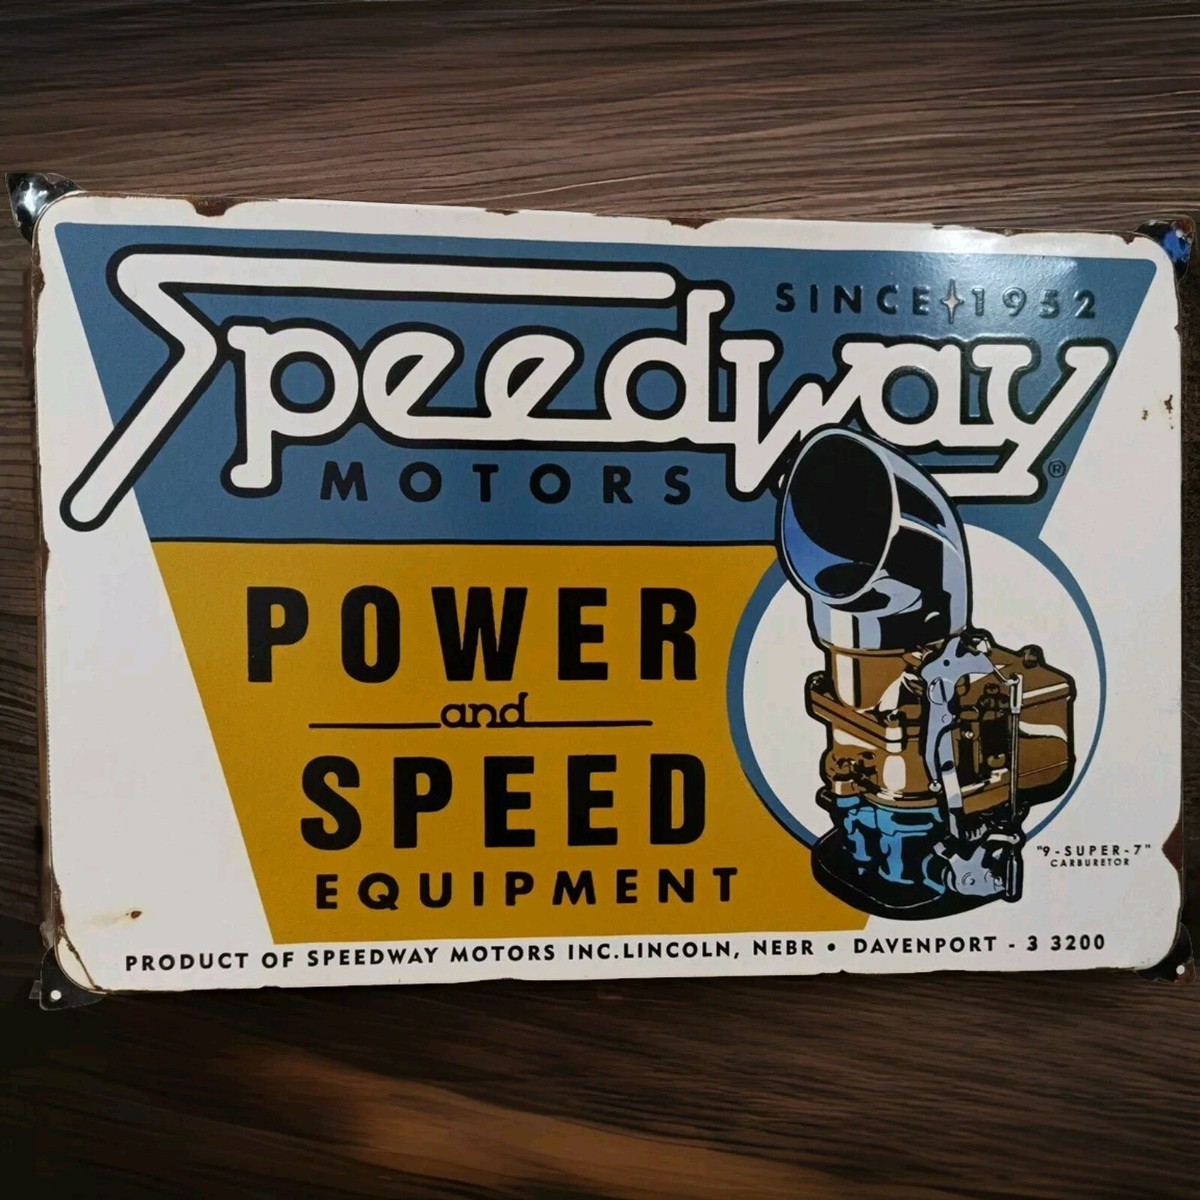 SINCE 1952
Speedway
®
MOTORS
POWER
and
SPEED
EQUIPMENT
"9-SUPER-7"
CARBURETOR
PRODUCT OF SPEEDWAY MOTORS INC.LINCOLN, NEBR • DAVENPORT - 3 3200